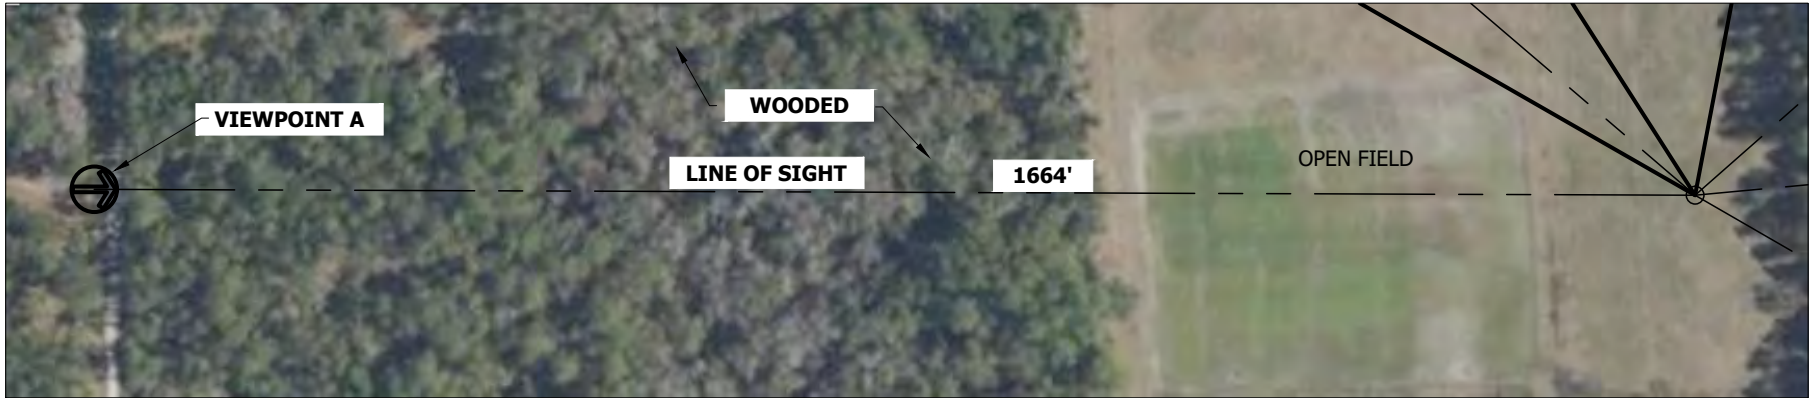 VIEWPOINT A
WOODED
LINE OF SIGHT
1664'
OPEN FIELD